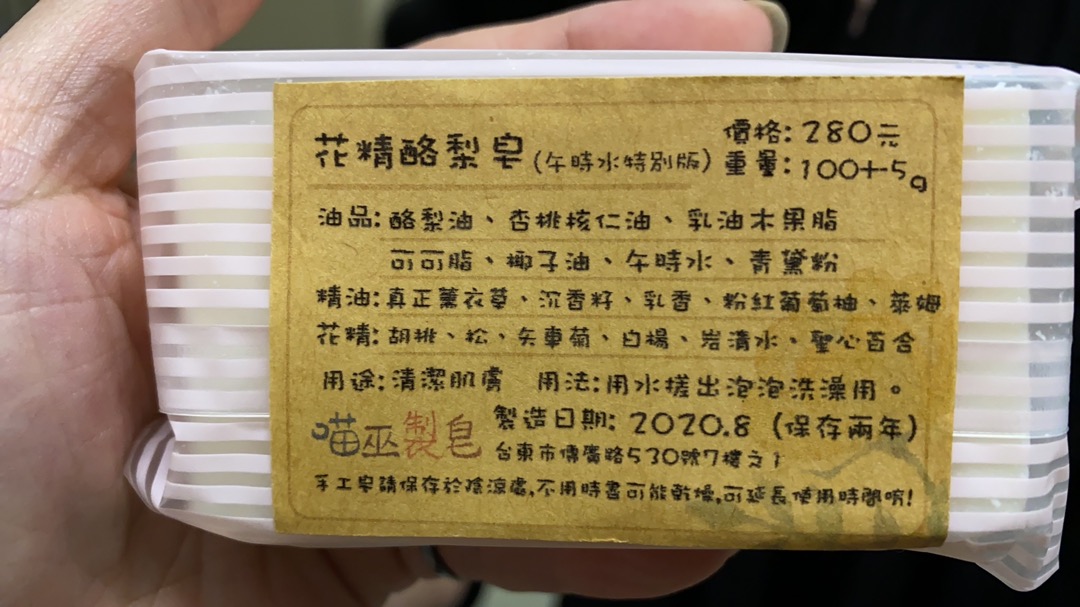 花精酪梨皂(午時水特別版)
價格:280元
重量:100+-5g
油品:酪梨油、杏桃核仁油、乳油木果脂
可可脂、椰子油、午時水、青黛粉
精油:真正薰衣草、沉香籽、乳香、粉紅葡萄柚、萊姆
花精:胡桃、松、矢車菊、白楊、岩清水、聖心百合
用途:清潔肌膚 用法:用水搓出泡泡洗澡用。
喵巫製皂
製造日期:2020.8(保存兩年)
台東市傳廣路530號7樓之1
手工皂請保存於陰涼處,不用時盡可能乾燥,可延長使用時間喲!